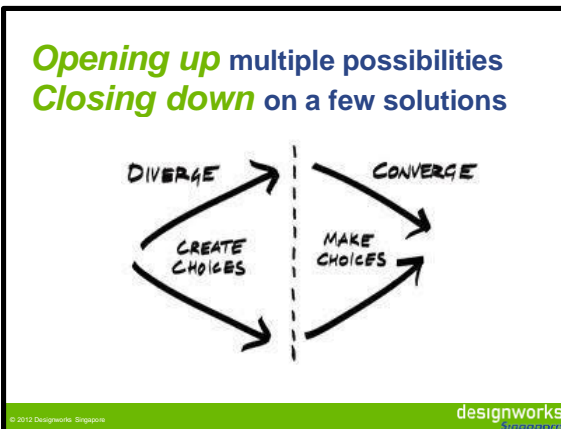 Opening up multiple possibilities
Closing down on a few solutions
DIVERGE
CONVERGE
CREATE
CHOICES
MAKE
CHOICES
© 2012 Designworks Singapore
designworks
Singapore